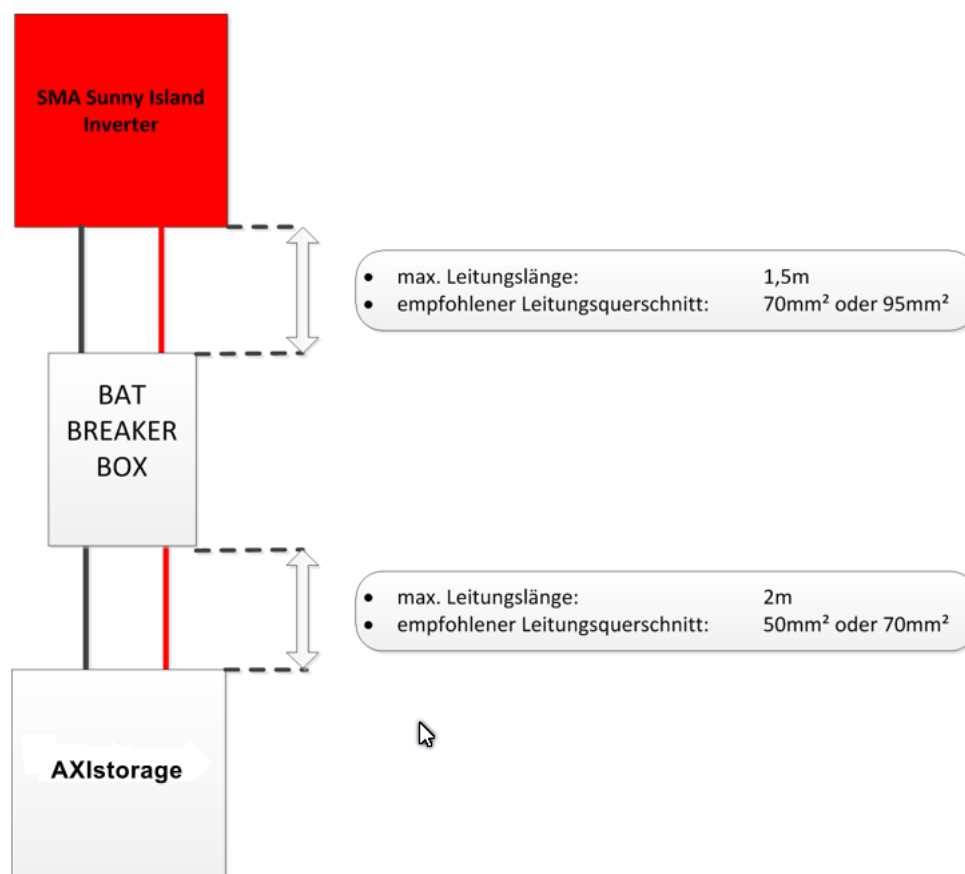 SMA Sunny Island
Inverter
• max. Leitungslänge: 1,5m
• empfohlener Leitungsquerschnitt: 70mm² oder 95mm²
BAT
BREAKER
BOX
• max. Leitungslänge: 2m
• empfohlener Leitungsquerschnitt: 50mm² oder 70mm²
AXIstorage